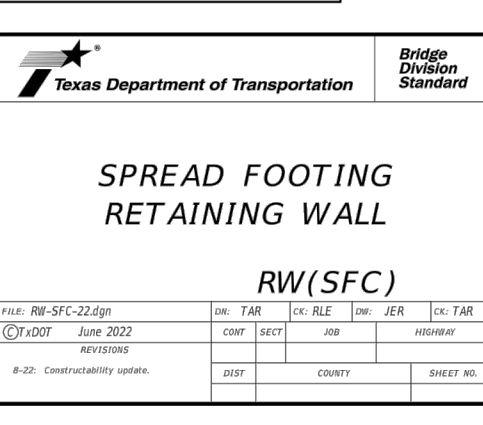 ®
Texas Department of Transportation
Bridge
Division
Standard
SPREAD FOOTING
RETAINING WALL
RW(SFC)
FILE: RW-SFC-22.dgn DN: TAR CK: RLE DW: JER CK: TAR
©TxDOT June 2022 CONT SECT JOB HIGHWAY
REVISIONS
8-22: Constructability update.
DIST COUNTY SHEET NO.